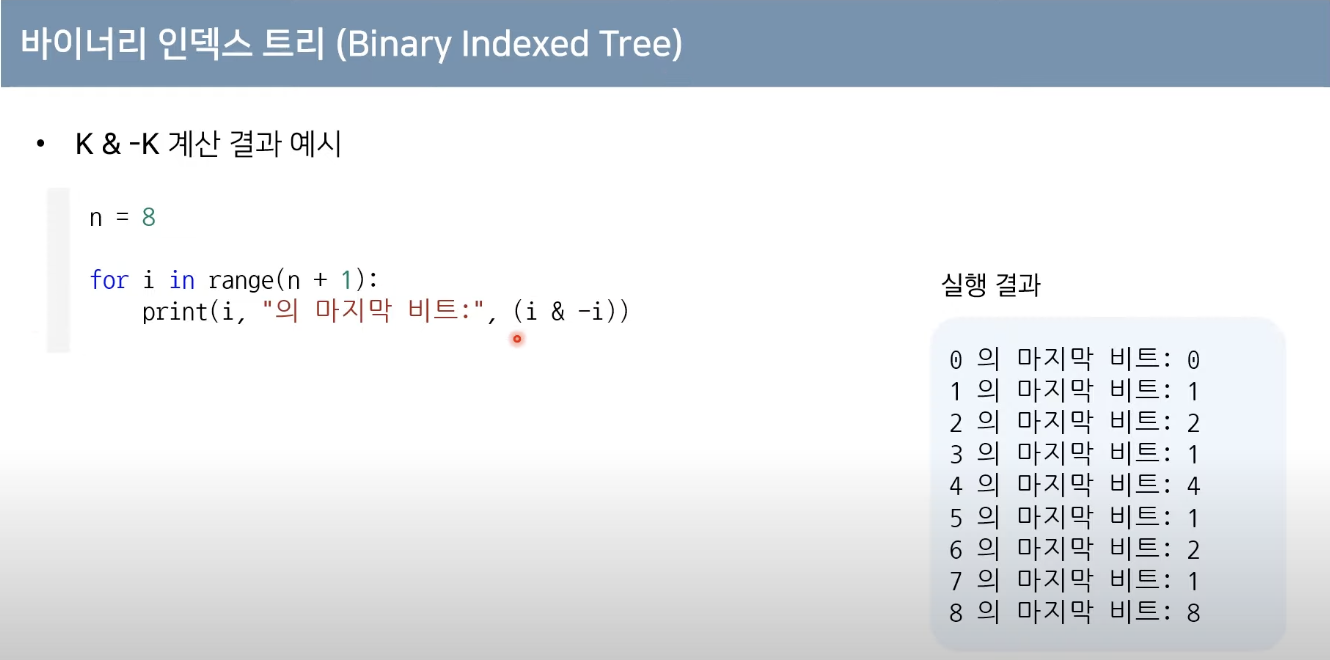 바이너리 인덱스 트리 (Binary Indexed Tree)
• K & -K 계산 결과 예시
n = 8
for i in range(n + 1):
    print(i, "의 마지막 비트:", (i & -i))
실행 결과
0 의 마지막 비트: 0
1 의 마지막 비트: 1
2 의 마지막 비트: 2
3 의 마지막 비트: 1
4 의 마지막 비트: 4
5 의 마지막 비트: 1
6 의 마지막 비트: 2
7 의 마지막 비트: 1
8 의 마지막 비트: 8